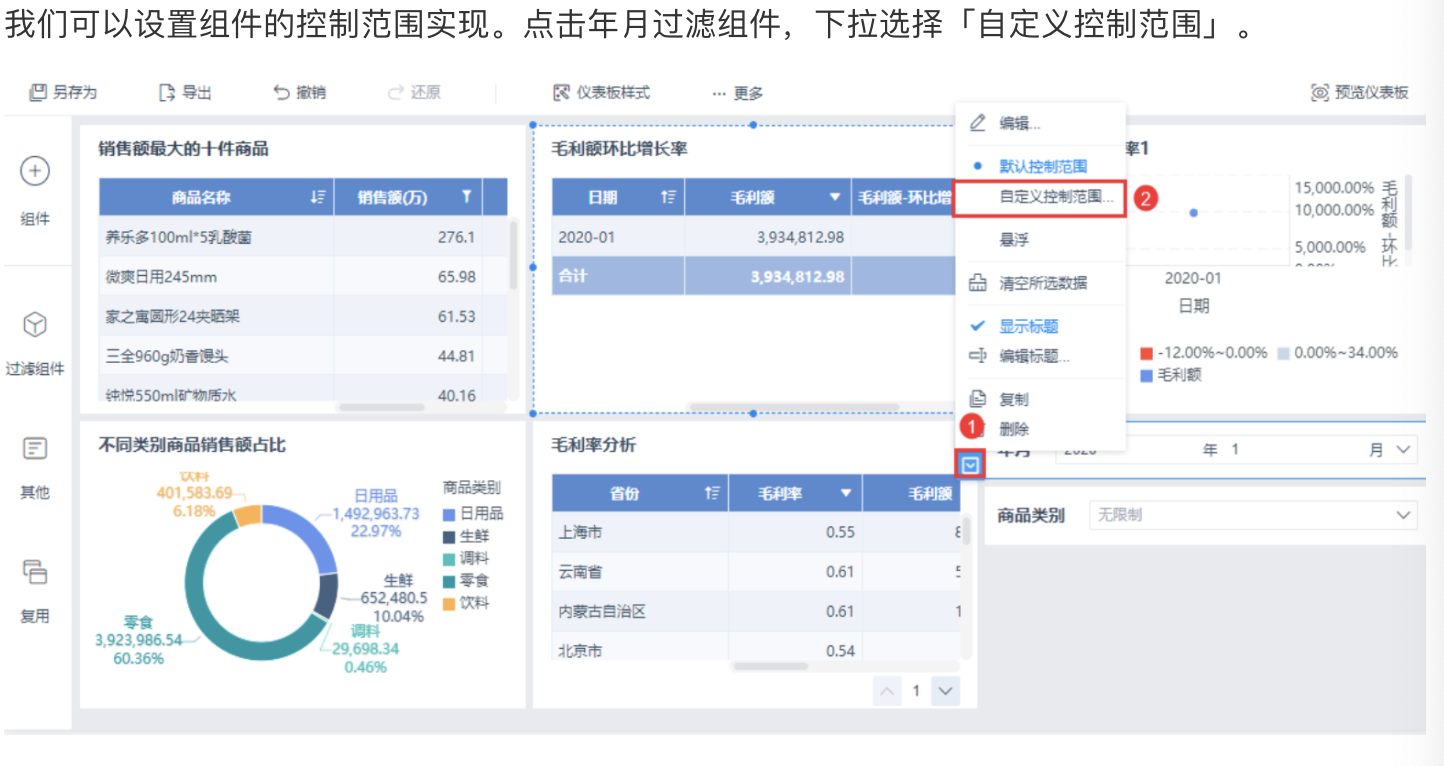 我们可以设置组件的控制范围实现。点击年月过滤组件，下拉选择「自定义控制范围」。
另存为 导出 撤销 还原 仪表板样式 ... 更多 预览仪表板
组件
过滤组件
其他
复用
销售额最大的十件商品
商品名称 销售额(万)
养乐多100ml*5乳酸菌 276.1
微爽日用245mm 65.98
家之寓圆形24夹晒架 61.53
三全960g奶香馒头 44.81
纯悦550ml矿物质水 40.16
毛利额环比增长率
日期 毛利额 毛利额-环比增
2020-01 3,934,812.98
合计 3,934,812.98
编辑...
默认控制范围
自定义控制范围...
2
悬浮
清空所选数据
显示标题
编辑标题...
复制
1
删除
率1
15,000.00%
10,000.00%
5,000.00%
毛利额-环比
2020-01
日期
-12.00%~0.00% 0.00%~34.00%
毛利额
不同类别商品销售额占比
饮料
401,583.69
6.18%
日用品
1,492,963.73
22.97%
生鲜
652,480.5
10.04%
调料
29,698.34
0.46%
零食
3,923,986.54
60.36%
商品类别
日用品
生鲜
调料
零食
饮料
毛利率分析
省份 毛利率 毛利额
上海市 0.55
云南省 0.61
内蒙古自治区 0.61 1
北京市 0.54
1
年月 2020 年 1 月
商品类别 无限制